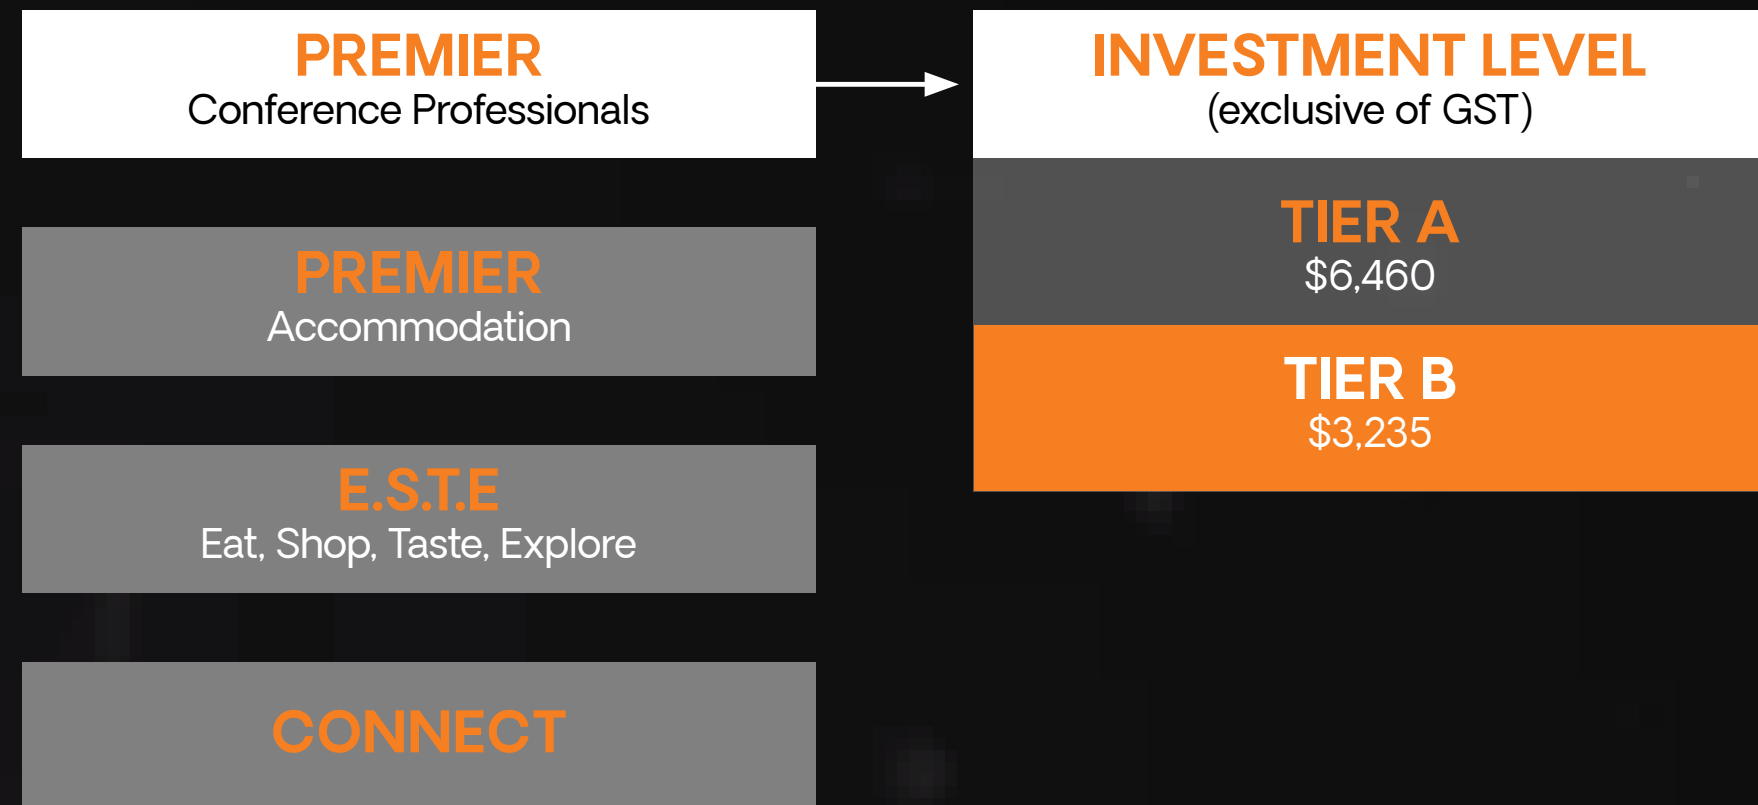 PREMIER
Conference Professionals
INVESTMENT LEVEL
(exclusive of GST)
TIER A
$6,460
TIER B
$3,235
PREMIER
Accommodation
E.S.T.E
Eat, Shop, Taste, Explore
CONNECT